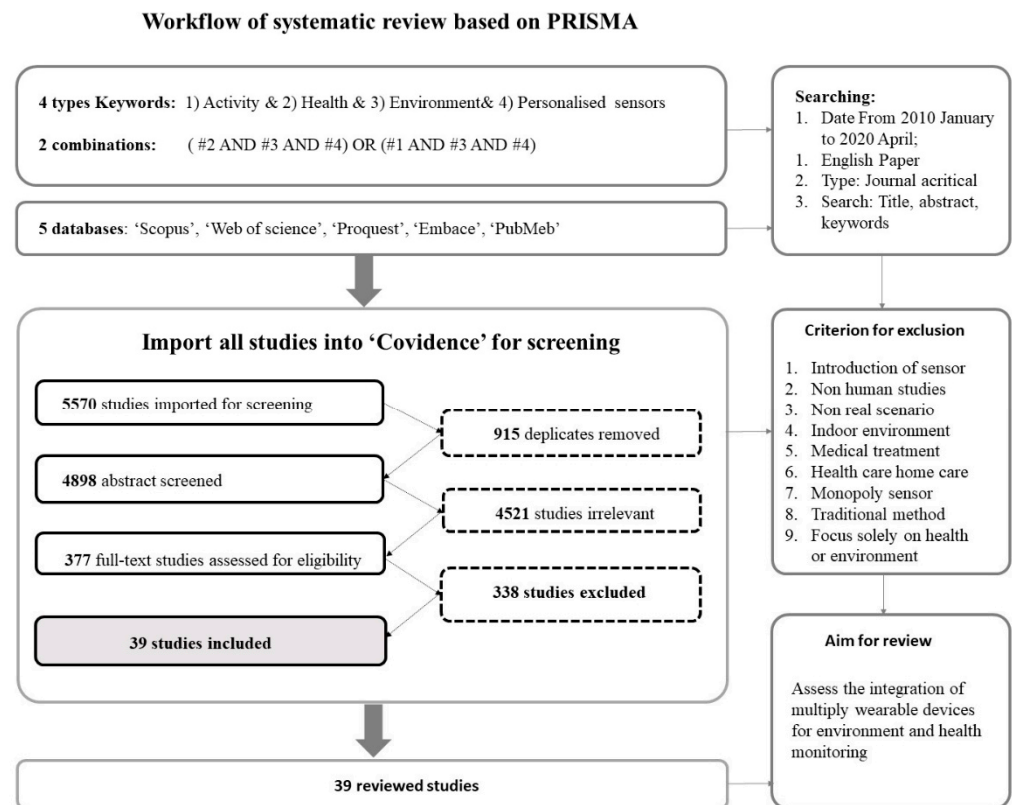 Workflow of systematic review based on PRISMA
4 types Keywords: 1) Activity & 2) Health & 3) Environment& 4) Personalised sensors
2 combinations: ( #2 AND #3 AND #4) OR (#1 AND #3 AND #4)
5 databases: ‘Scopus’, ‘Web of science’, ‘Proquest’, ‘Embace’, ‘PubMeb’
Searching:
1. Date From 2010 January
to 2020 April;
1. English Paper
2. Type: Journal acritical
3. Search: Title, abstract,
keywords
Import all studies into ‘Covidence’ for screening
5570 studies imported for screening
915 deplicates removed
4898 abstract screened
4521 studies irrelevant
377 full-text studies assessed for eligibility
338 studies excluded
39 studies included
Criterion for exclusion
1. Introduction of sensor
2. Non human studies
3. Non real scenario
4. Indoor environment
5. Medical treatment
6. Health care home care
7. Monopoly sensor
8. Traditional method
9. Focus solely on health
or environment
Aim for review
Assess the integration of
multiply wearable devices
for environment and health
monitoring
39 reviewed studies